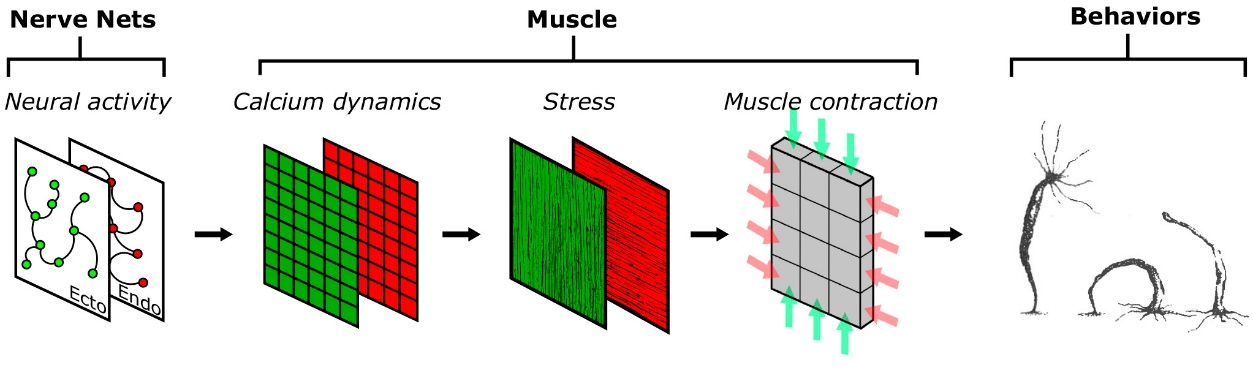 Nerve Nets
Muscle
Behaviors
Neural activity
Calcium dynamics
Stress
Muscle contraction
Ecto
Endo